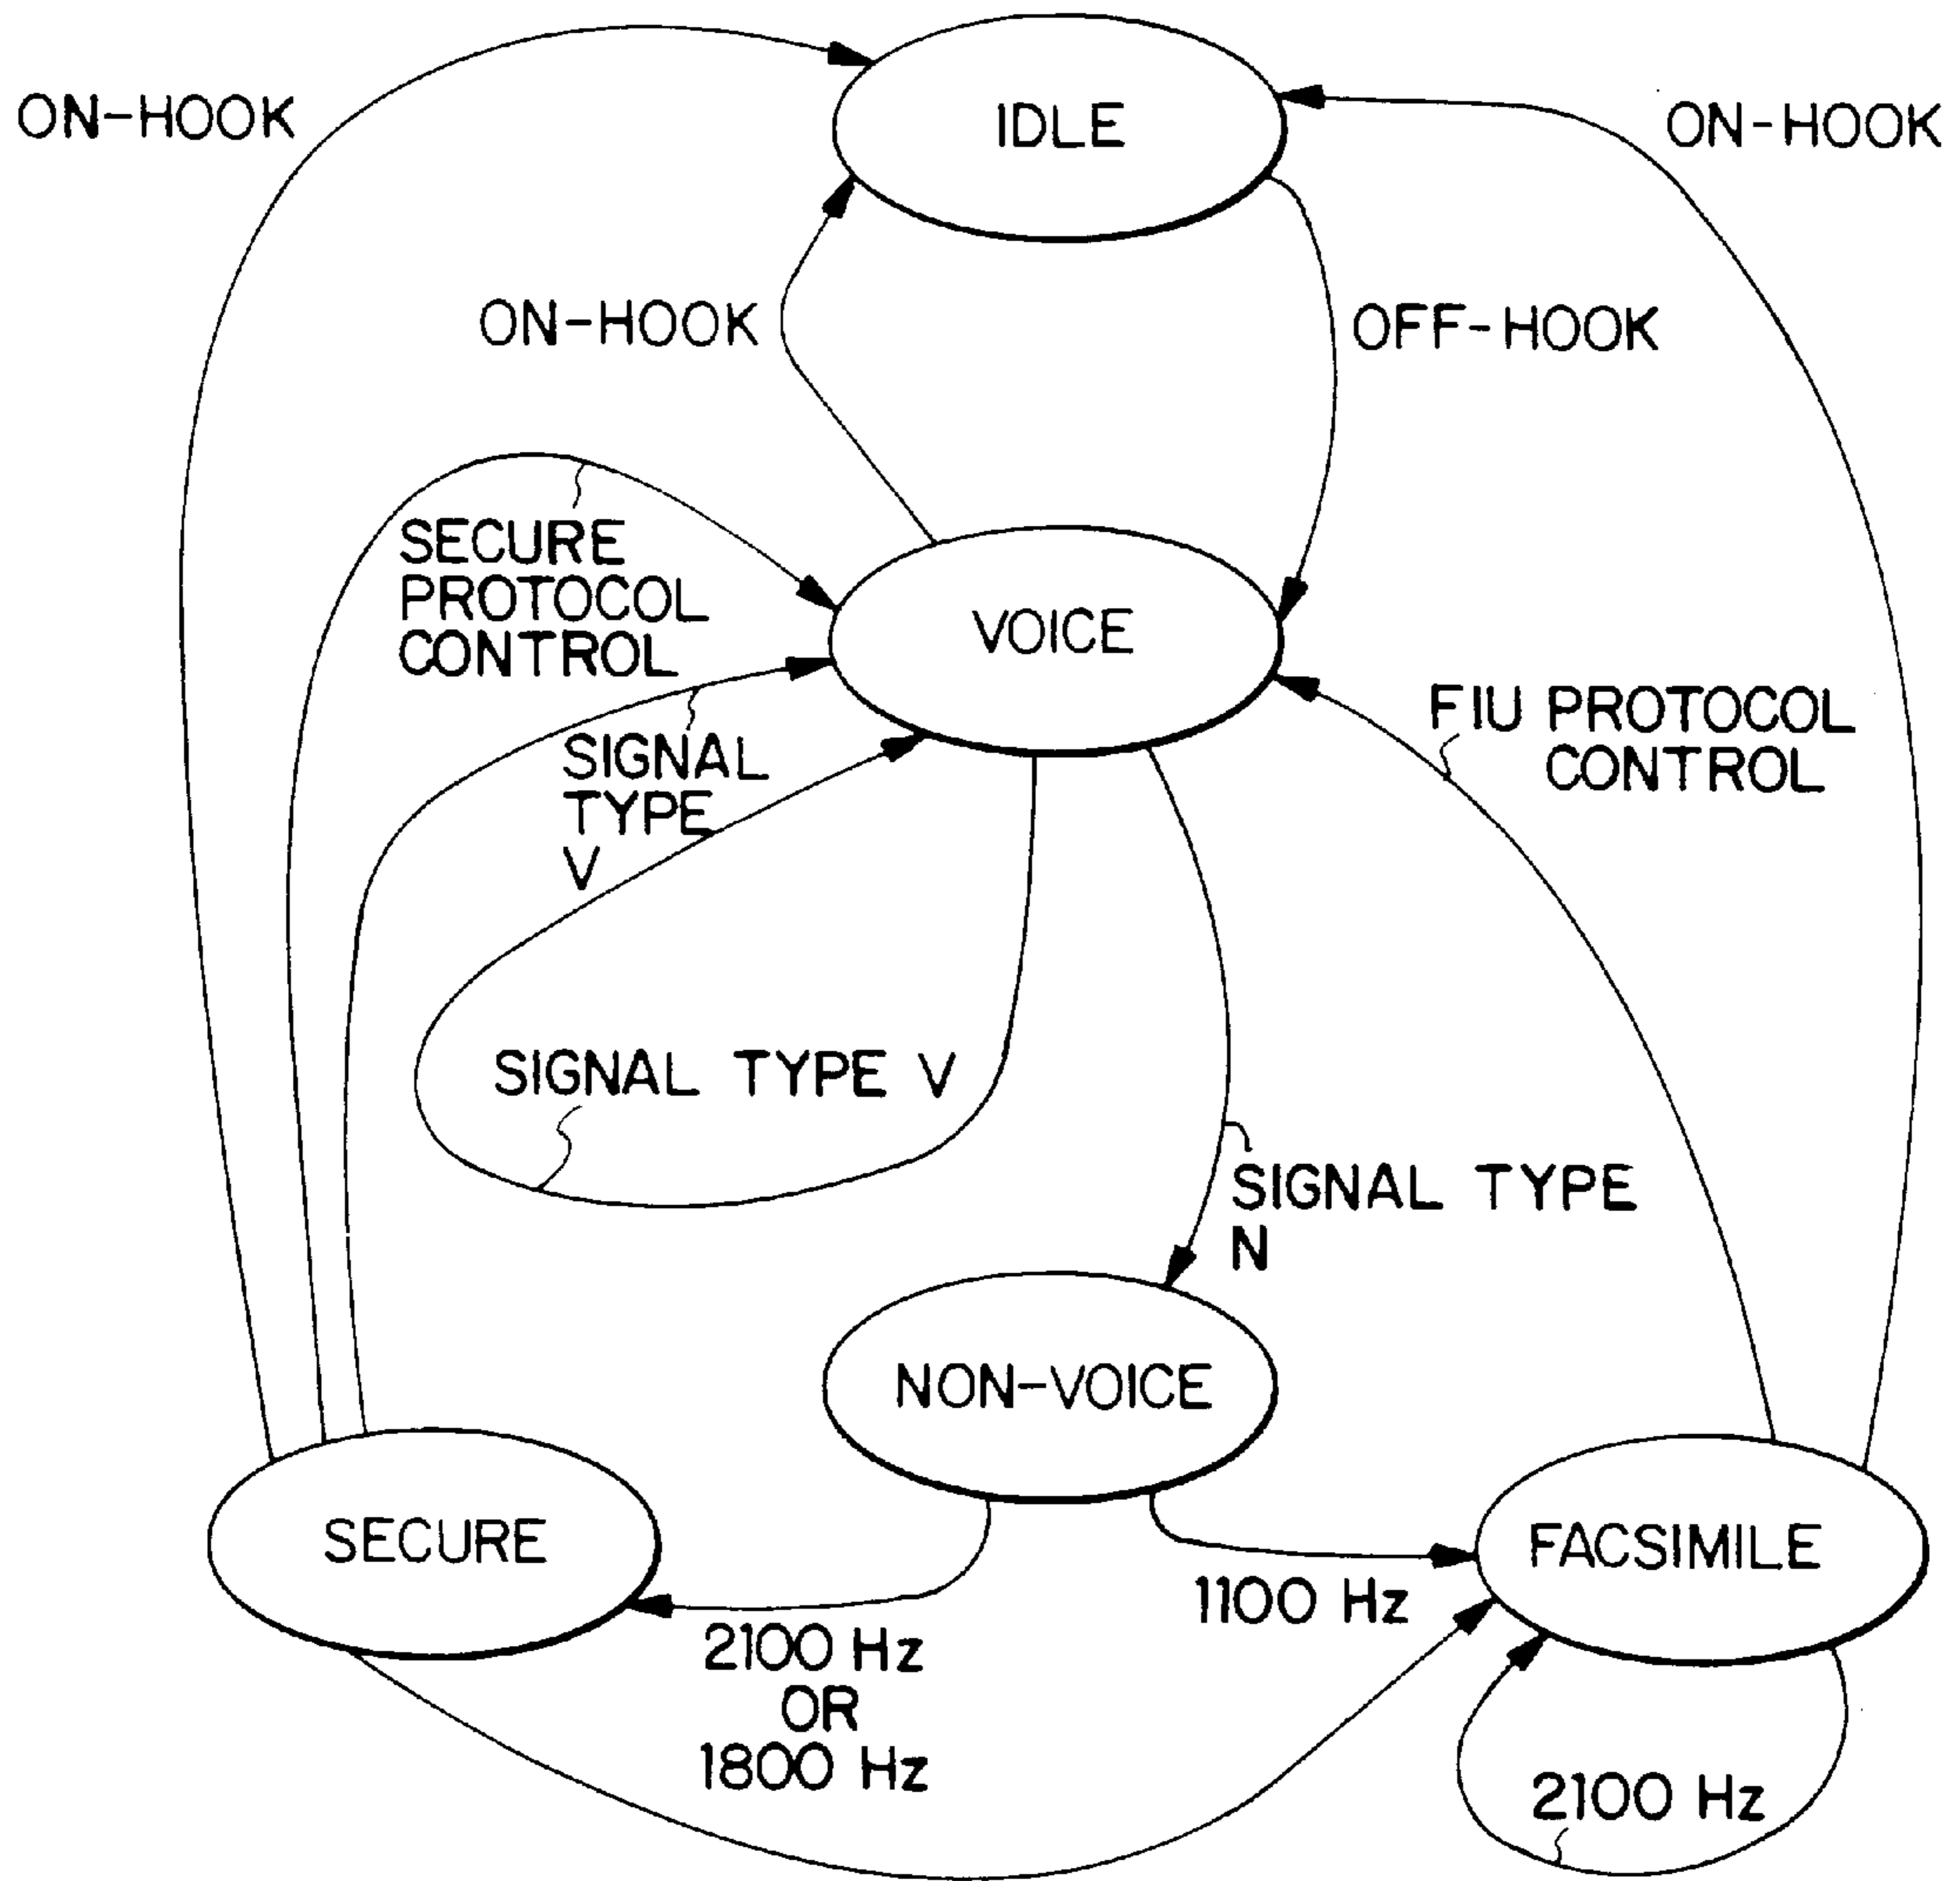 IDLE
ON-HOOK
ON-HOOK
ON-HOOK
OFF-HOOK
SECURE
PROTOCOL
CONTROL
VOICE
FIU PROTOCOL
CONTROL
SIGNAL
TYPE
V
SIGNAL TYPE V
SIGNAL TYPE
N
NON-VOICE
SECURE
FACSIMILE
1100 Hz
2100 Hz
OR
1800 Hz
2100 Hz